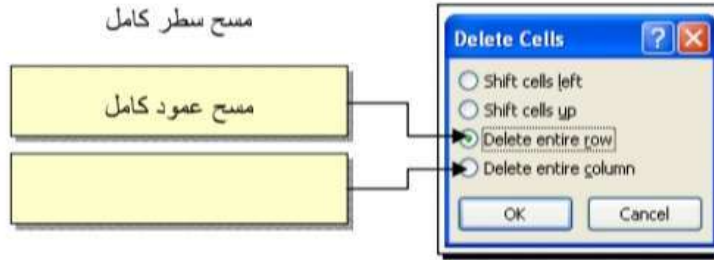 مسح سطر كامل
مسح عمود كامل
Delete Cells
Shift cells left
Shift cells up
Delete entire row
Delete entire column
OK
Cancel